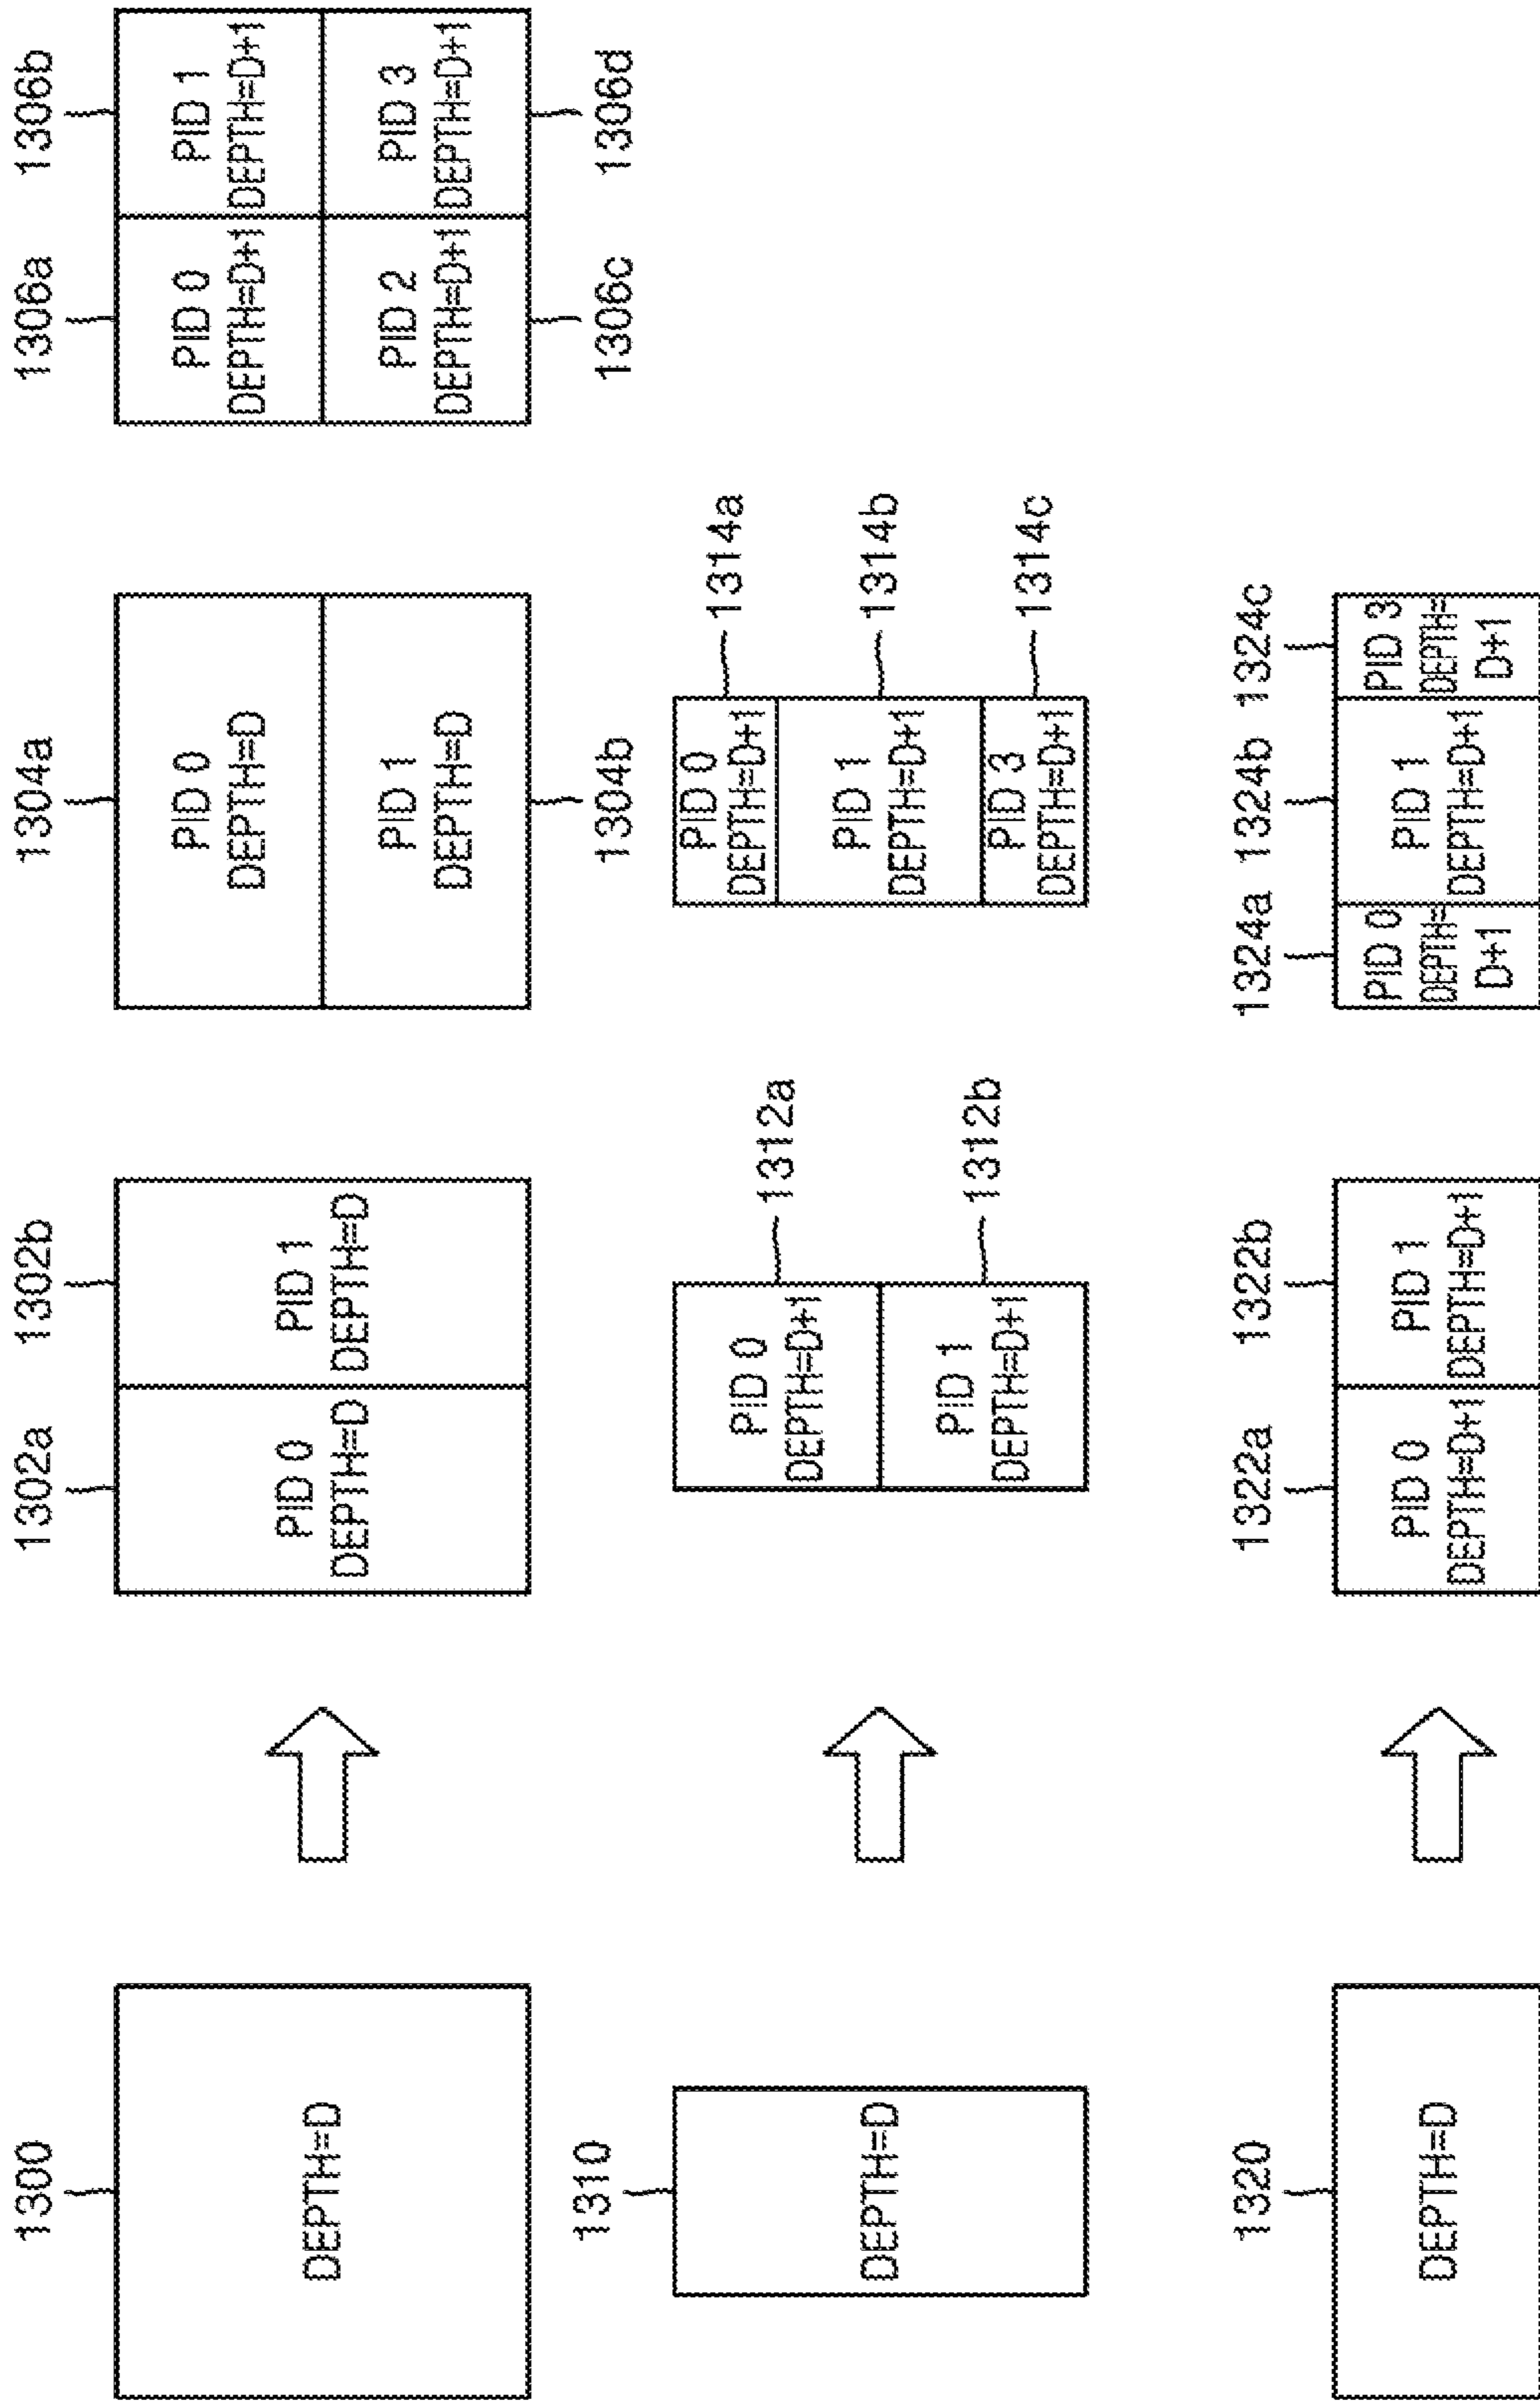 1300
DEPTH=D
1302a
1302b
PID 0
DEPTH=D
PID 1
DEPTH=D
1304a
PID 0
DEPTH=D
PID 1
DEPTH=D
1304b
1306a
1306b
PID 0
DEPTH=D+1
PID 1
DEPTH=D+1
PID 2
DEPTH=D+1
PID 3
DEPTH=D+1
1306c
1306d
1310
DEPTH=D
PID 0
DEPTH=D+1
1312a
PID 1
DEPTH=D+1
1312b
PID 0
DEPTH=D+1
1314a
PID 1
DEPTH=D+1
1314b
PID 3
DEPTH=D+1
1314c
1320
DEPTH=D
1322a
1322b
PID 0
DEPTH=D+1
PID 1
DEPTH=D+1
1324a
1324b
1324c
PID 0
DEPTH=
D+1
PID 1
DEPTH=D+1
PID 3
DEPTH=
D+1